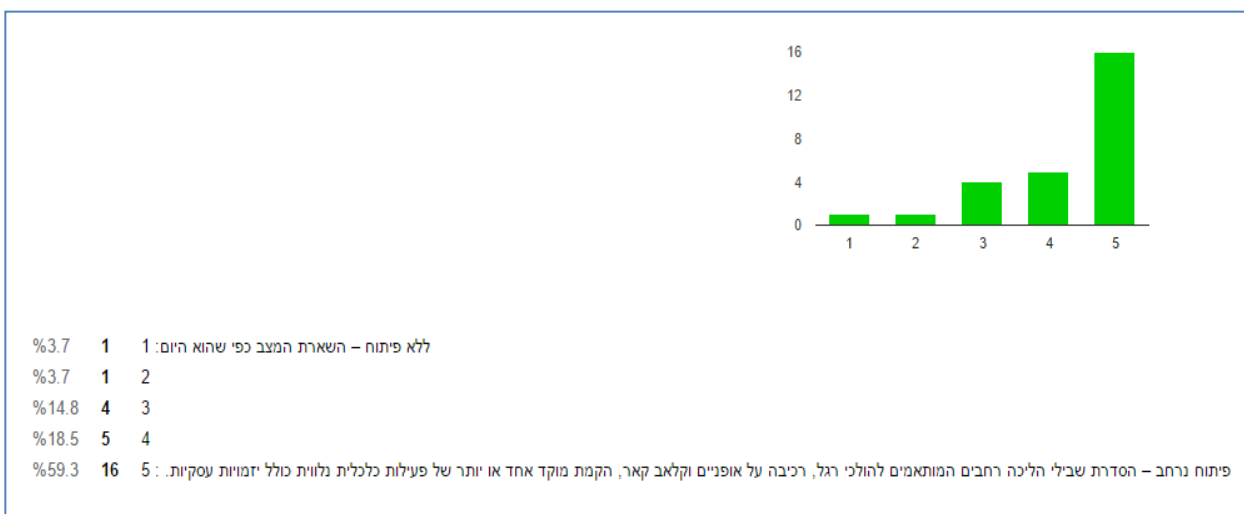 16
12
8
4
0
1 2 3 4 5
ללא פיתוח – השארת המצב כפי שהוא היום: 1 1 %3.7
2 1 %3.7
3 4 %14.8
4 5 %18.5
פיתוח נרחב – הסדרת שבילי הליכה רחבים המותאמים להולכי רגל, רכיבה על אופניים וקלאב קאר, הקמת מוקד אחד או יותר של פעילות כלכלית נלווית כולל יזמויות עסקיות. : 5 16 %59.3